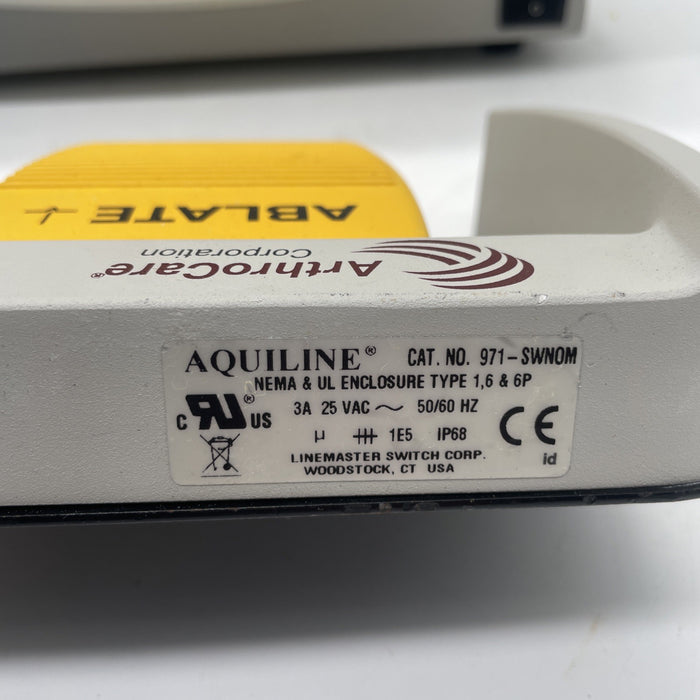 ABLATE +
ArthroCare®
Corporation
AQUILINE® CAT. NO. 971-SWNOM
NEMA & UL ENCLOSURE TYPE 1,6 & 6P
c RU® US 3A 25 VAC ~ 50/60 HZ
µ 1E5 IP68 CE
LINEMASTER SWITCH CORP. id
WOODSTOCK, CT USA